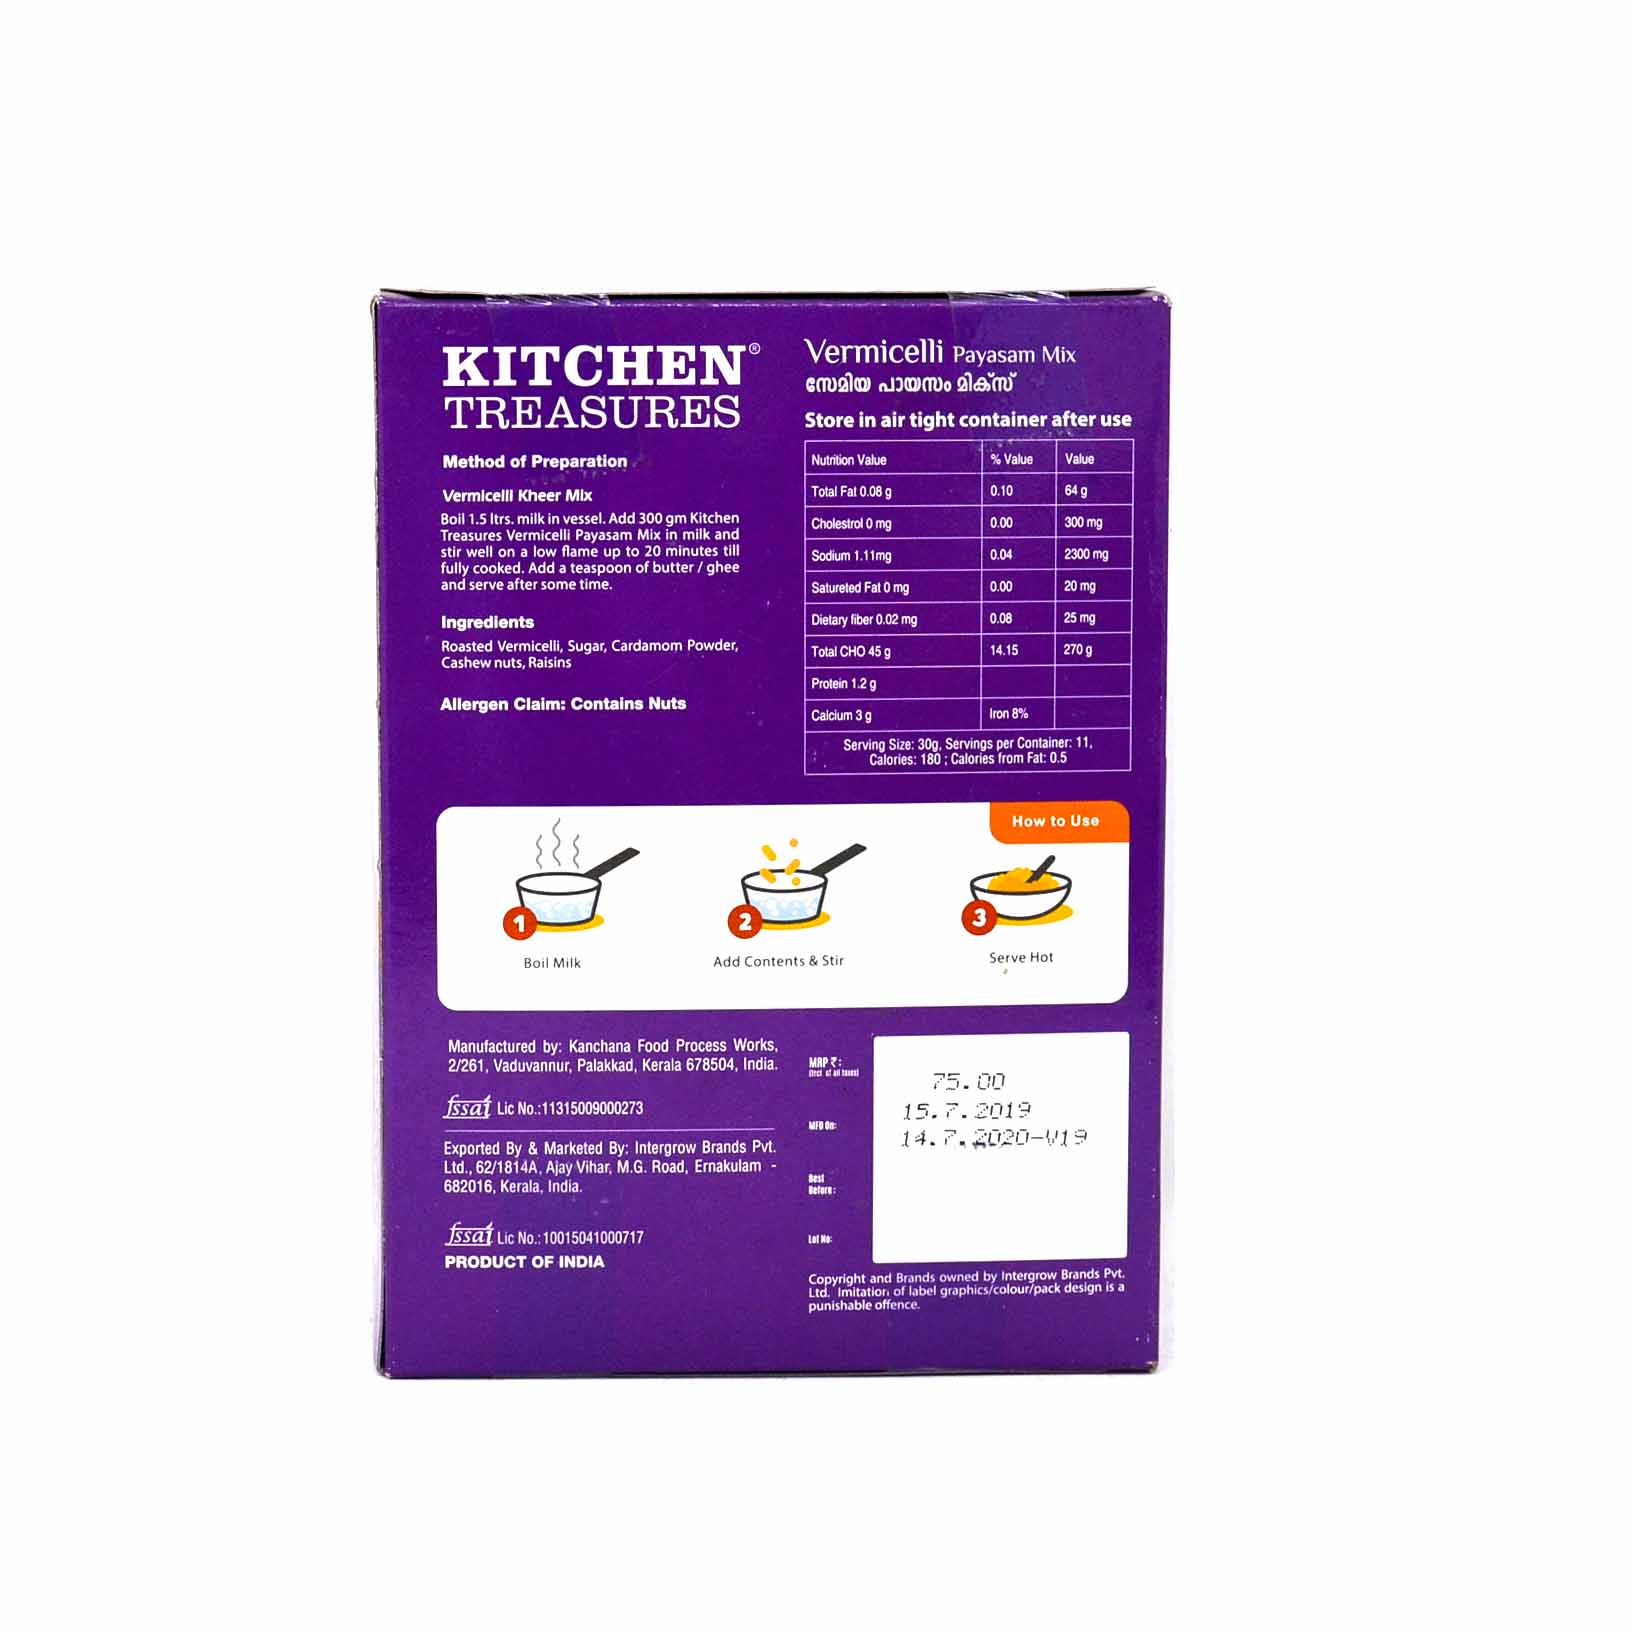 KITCHEN®
TREASURES
Method of Preparation
Vermicelli Kheer Mix
Boil 1.5 ltrs. milk in vessel. Add 300 gm Kitchen
Treasures Vermicelli Payasam Mix in milk and
stir well on a low flame up to 20 minutes till
fully cooked. Add a teaspoon of butter / ghee
and serve after some time.
Ingredients
Roasted Vermicelli, Sugar, Cardamom Powder,
Cashew nuts, Raisins
Allergen Claim: Contains Nuts
Vermicelli Payasam Mix
സേമിയ പായസം മിക്സ്
Store in air tight container after use
Nutrition Value % Value Value
Total Fat 0.08 g 0.10 64 g
Cholestrol 0 mg 0.00 300 mg
Sodium 1.11mg 0.04 2300 mg
Satureted Fat 0 mg 0.00 20 mg
Dietary fiber 0.02 mg 0.08 25 mg
Total CHO 45 g 14.15 270 g
Protein 1.2 g
Calcium 3 g Iron 8%
Serving Size: 30g, Servings per Container: 11,
Calories: 180 ; Calories from Fat: 0.5
How to Use
1 2 3
Boil Milk Add Contents & Stir Serve Hot
Manufactured by: Kanchana Food Process Works,
2/261, Vaduvannur, Palakkad, Kerala 678504, India.
fssai Lic No.:11315009000273
Exported By & Marketed By: Intergrow Brands Pvt.
Ltd., 62/1814A, Ajay Vihar, M.G. Road, Ernakulam -
682016, Kerala, India.
fssai Lic No.:10015041000717
PRODUCT OF INDIA
MRP ₹:
(Incl of all taxes)
MFD On:
Best
Before:
Lot No:
75.00
15.7.2019
14.7.2020-V19
Copyright and Brands owned by Intergrow Brands Pvt.
Ltd. Imitation of label graphics/colour/pack design is a
punishable offence.